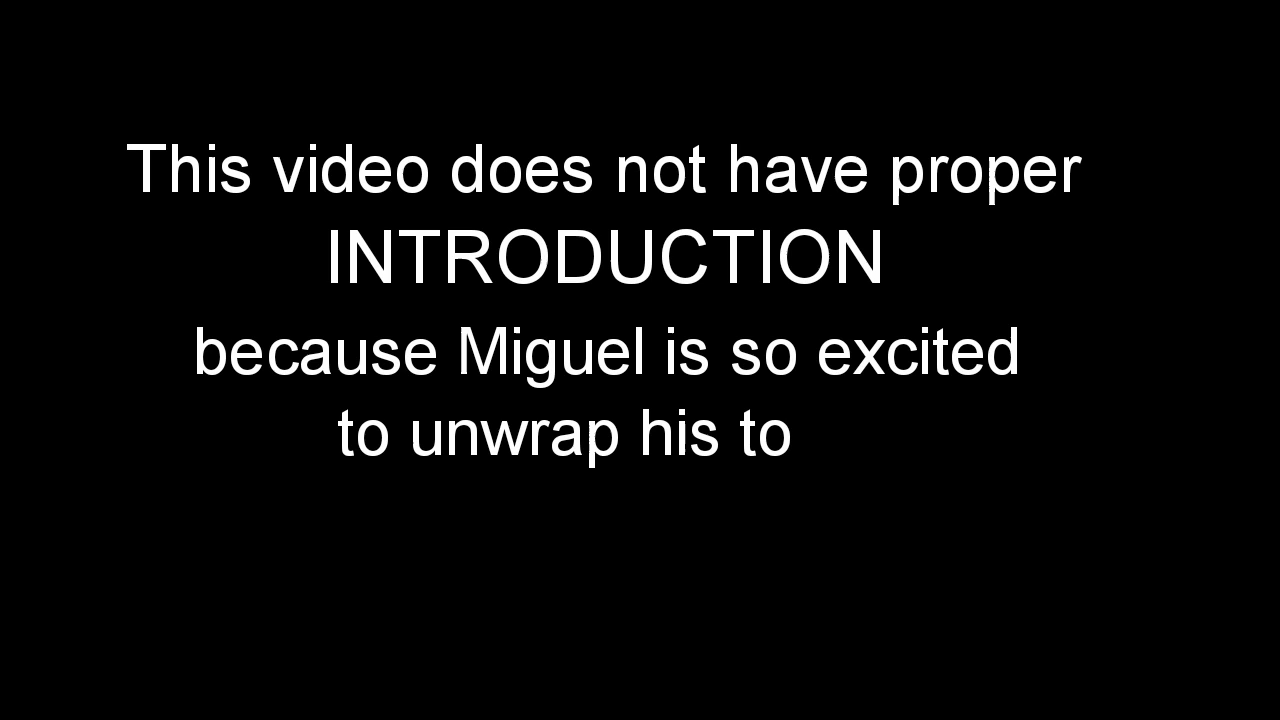 This video does not have proper
INTRODUCTION
because Miguel is so excited
to unwrap his to